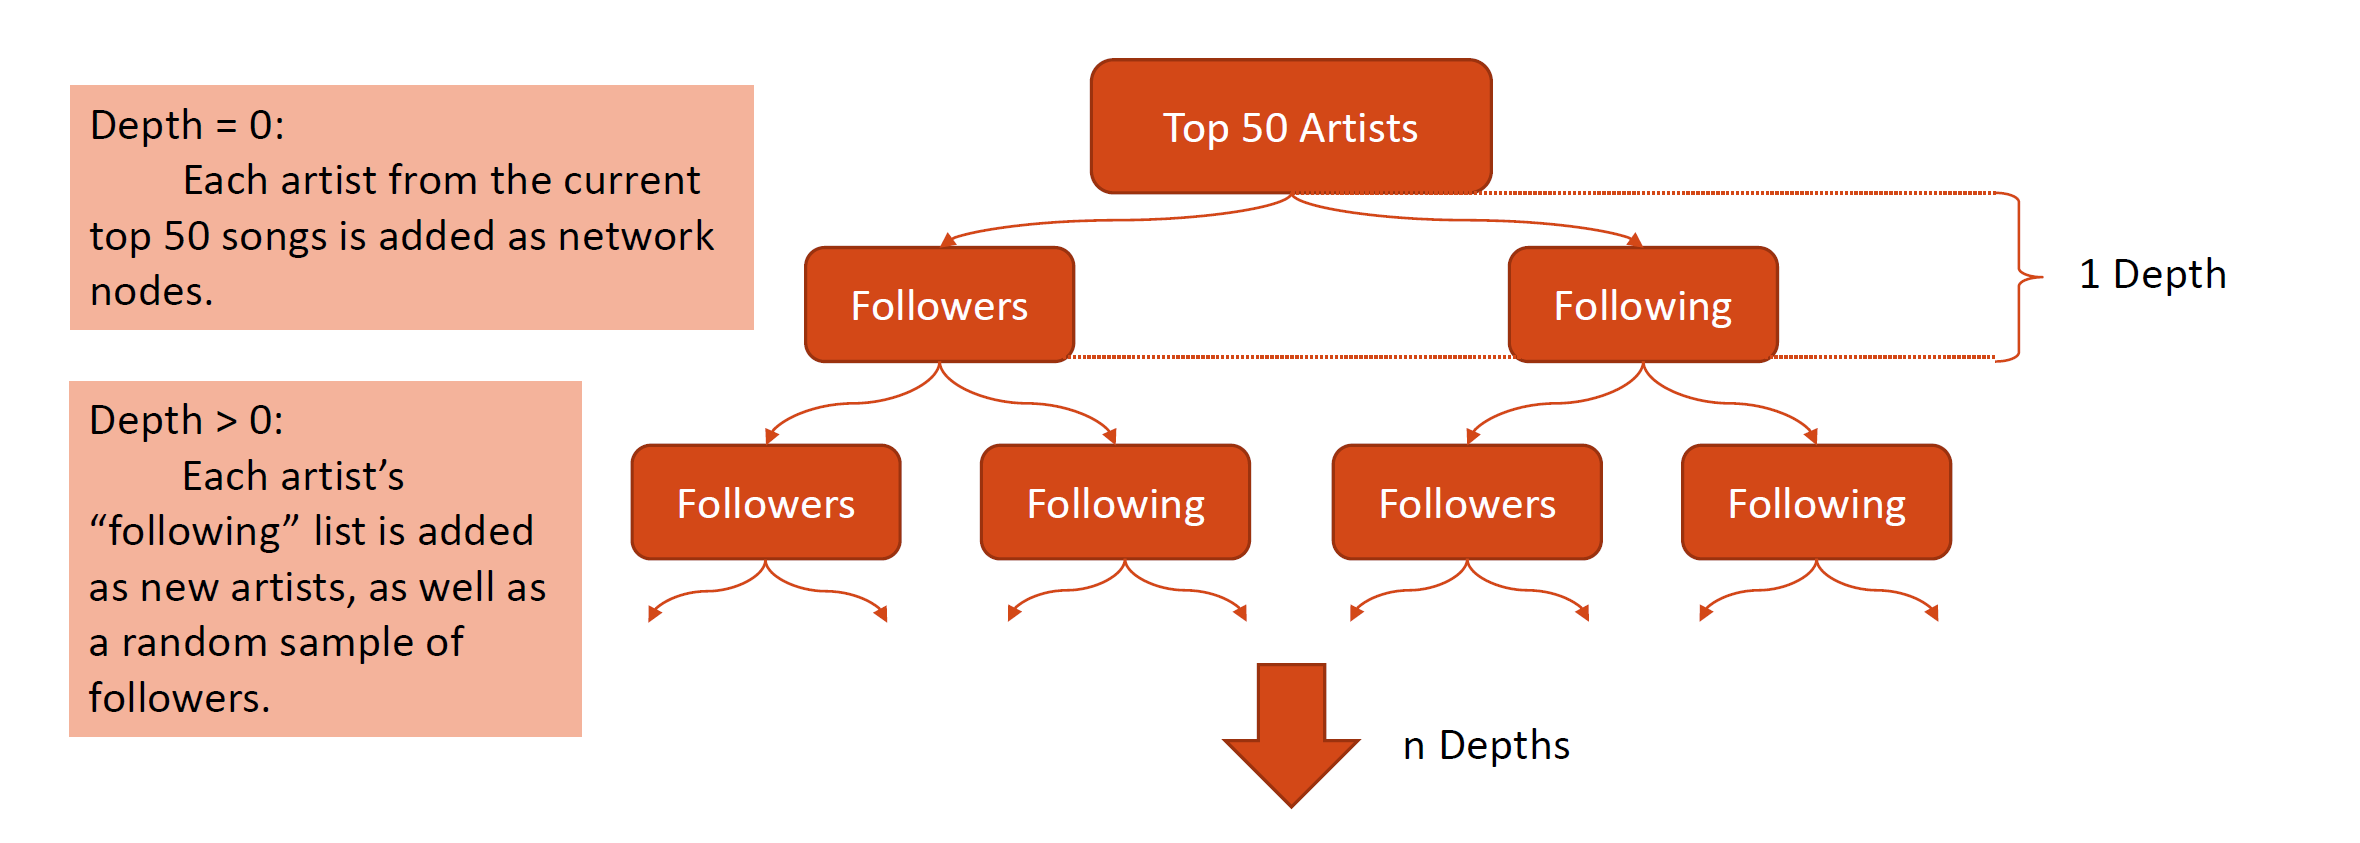 Depth = 0:
Each artist from the current
top 50 songs is added as network
nodes.
Depth > 0:
Each artist’s
“following” list is added
as new artists, as well as
a random sample of
followers.
Top 50 Artists
Followers
Following
1 Depth
Followers
Following
Followers
Following
n Depths